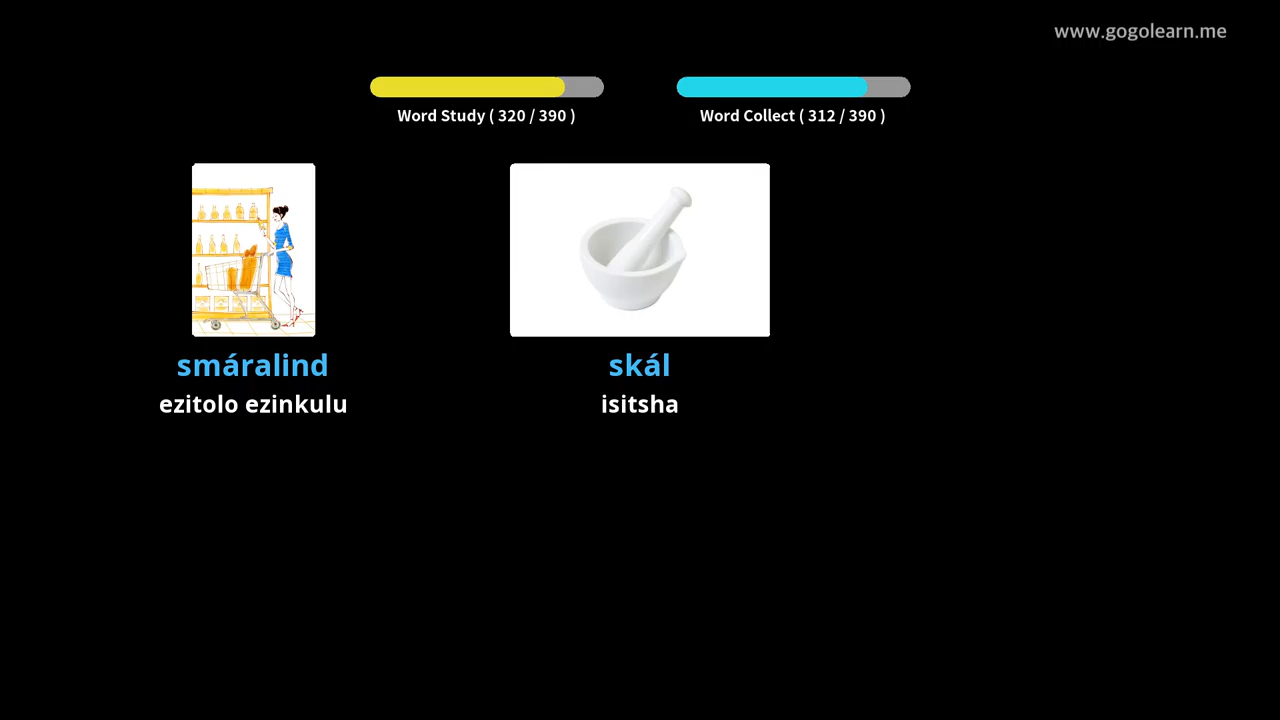 www.gogolearn.me
Word Study ( 320 / 390 )
Word Collect ( 312 / 390 )
smáralind
ezitolo ezinkulu
skál
isitsha